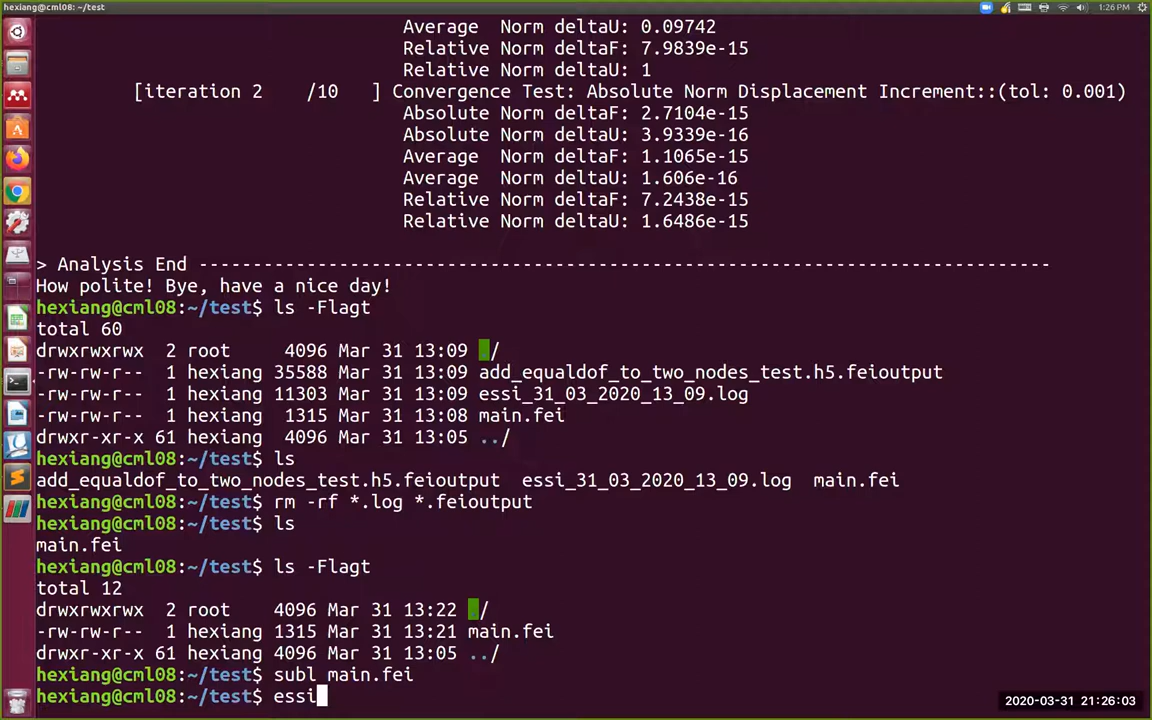 hexiang@cml08: ~/test
1:26 PM
Average  Norm deltaU: 0.09742
Relative Norm deltaF: 7.9839e-15
Relative Norm deltaU: 1
[iteration 2    /10   ] Convergence Test: Absolute Norm Displacement Increment::(tol: 0.001)
Absolute Norm deltaF: 2.7104e-15
Absolute Norm deltaU: 3.9339e-16
Average  Norm deltaF: 1.1065e-15
Average  Norm deltaU: 1.606e-16
Relative Norm deltaF: 7.2438e-15
Relative Norm deltaU: 1.6486e-15
> Analysis End -------------------------------------------------------------------------------
How polite! Bye, have a nice day!
hexiang@cml08:~/test$ ls -Flagt
total 60
drwxrwxrwx  2 root     4096 Mar 31 13:09 ./
-rw-rw-r--  1 hexiang 35588 Mar 31 13:09 add_equaldof_to_two_nodes_test.h5.feioutput
-rw-rw-r--  1 hexiang 11303 Mar 31 13:09 essi_31_03_2020_13_09.log
-rw-rw-r--  1 hexiang  1315 Mar 31 13:08 main.fei
drwxr-xr-x 61 hexiang  4096 Mar 31 13:05 ../
hexiang@cml08:~/test$ ls
add_equaldof_to_two_nodes_test.h5.feioutput  essi_31_03_2020_13_09.log  main.fei
hexiang@cml08:~/test$ rm -rf *.log *.feioutput
hexiang@cml08:~/test$ ls
main.fei
hexiang@cml08:~/test$ ls -Flagt
total 12
drwxrwxrwx  2 root    4096 Mar 31 13:22 ./
-rw-rw-r--  1 hexiang 1315 Mar 31 13:21 main.fei
drwxr-xr-x 61 hexiang 4096 Mar 31 13:05 ../
hexiang@cml08:~/test$ subl main.fei
hexiang@cml08:~/test$ essi
2020-03-31 21:26:03